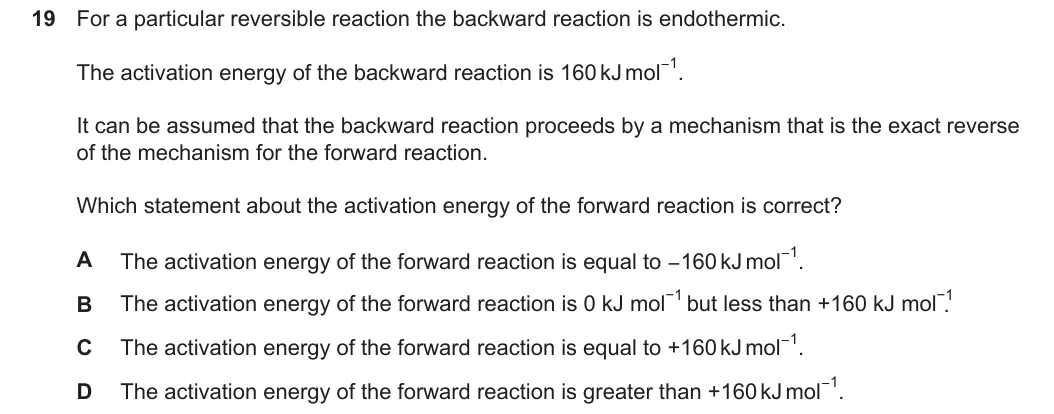 19 For a particular reversible reaction the backward reaction is endothermic.
The activation energy of the backward reaction is 160 kJ mol⁻¹.
It can be assumed that the backward reaction proceeds by a mechanism that is the exact reverse
of the mechanism for the forward reaction.
Which statement about the activation energy of the forward reaction is correct?
A The activation energy of the forward reaction is equal to –160 kJ mol⁻¹.
B The activation energy of the forward reaction is 0 kJ mol⁻¹ but less than +160 kJ mol⁻¹.
C The activation energy of the forward reaction is equal to +160 kJ mol⁻¹.
D The activation energy of the forward reaction is greater than +160 kJ mol⁻¹.